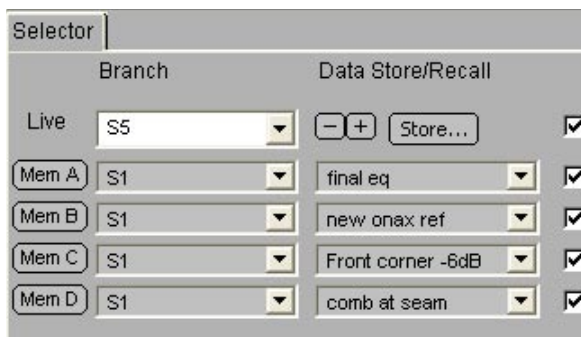 Selector
Branch Data Store/Recall
Live S5 − + Store...
Mem A S1 final eq
Mem B S1 new onax ref
Mem C S1 Front corner -6dB
Mem D S1 comb at seam